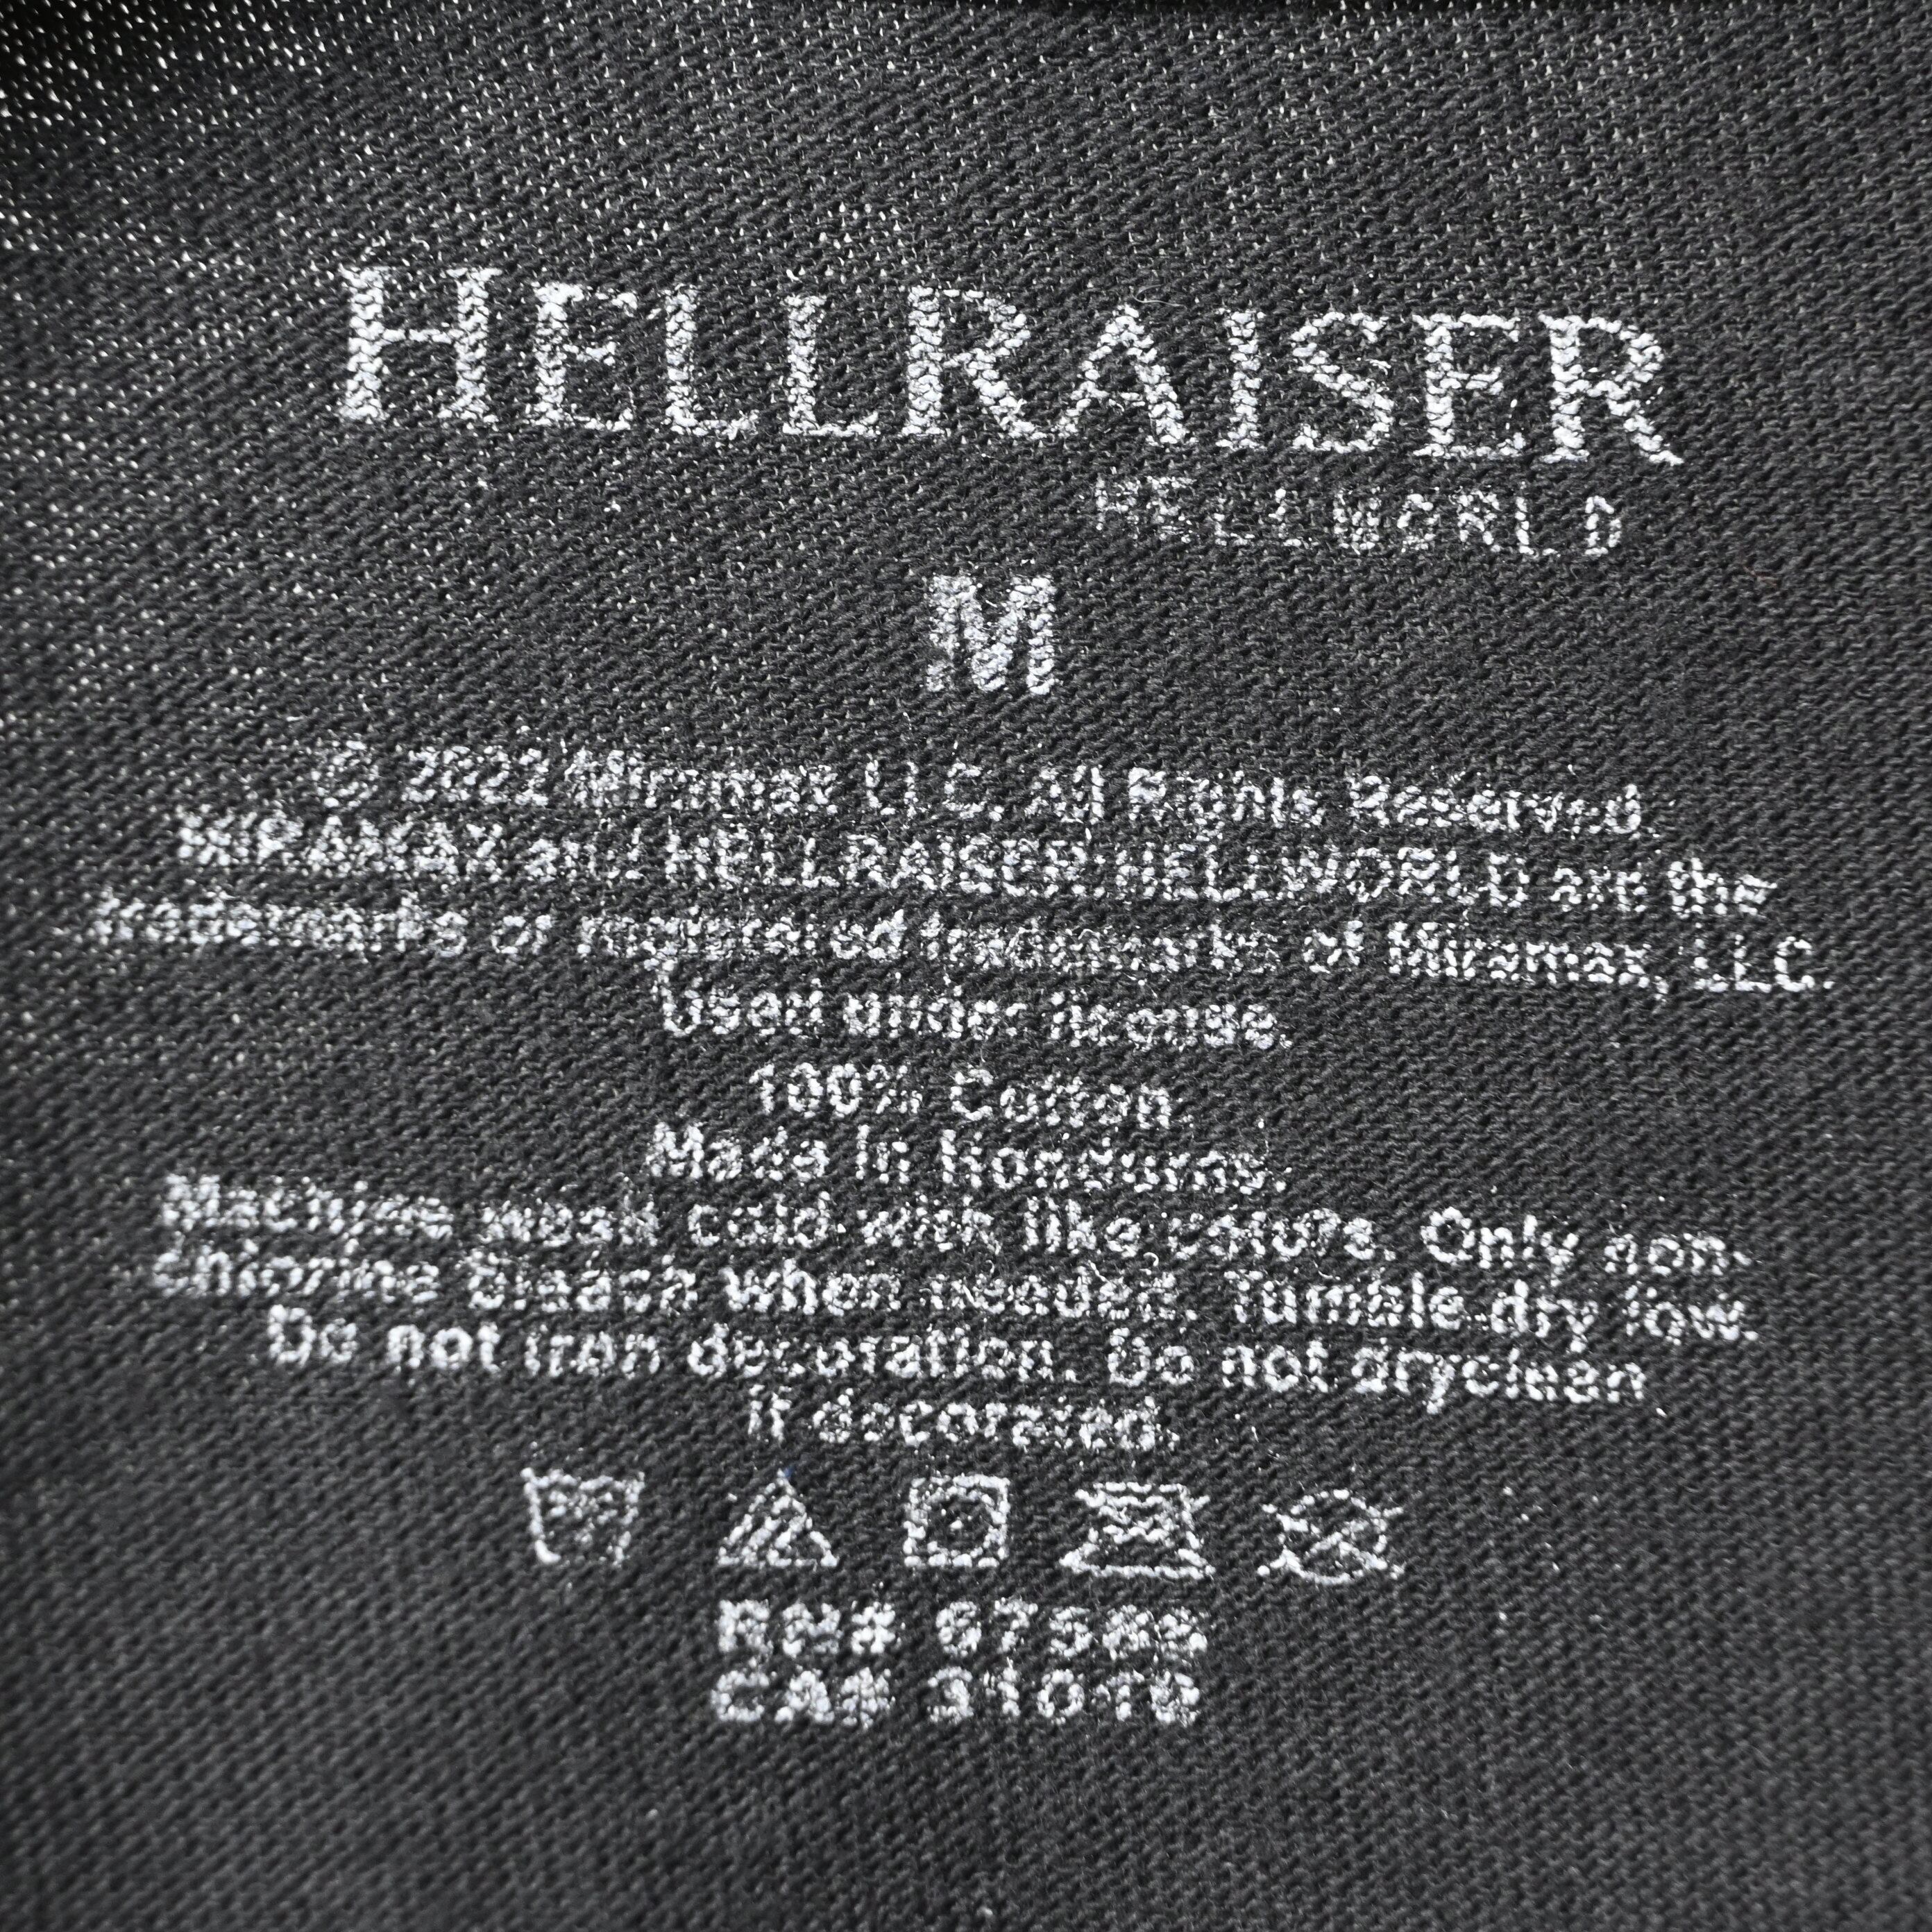 HELLRAISER
HELLWORLD
M
© 2022 Miramax LLC. All Rights Reserved.
MIRAMAX and HELLRAISER: HELLWORLD are the
trademarks or registered trademarks of Miramax, LLC.
Used under license.
100% Cotton.
Made In Honduras.
Machine wash cold with like colors. Only non-
Chlorine Bleach when needed. Tumble dry low.
Do not iron decoration. Do not dryclean
if decorated.
RN#
CA#